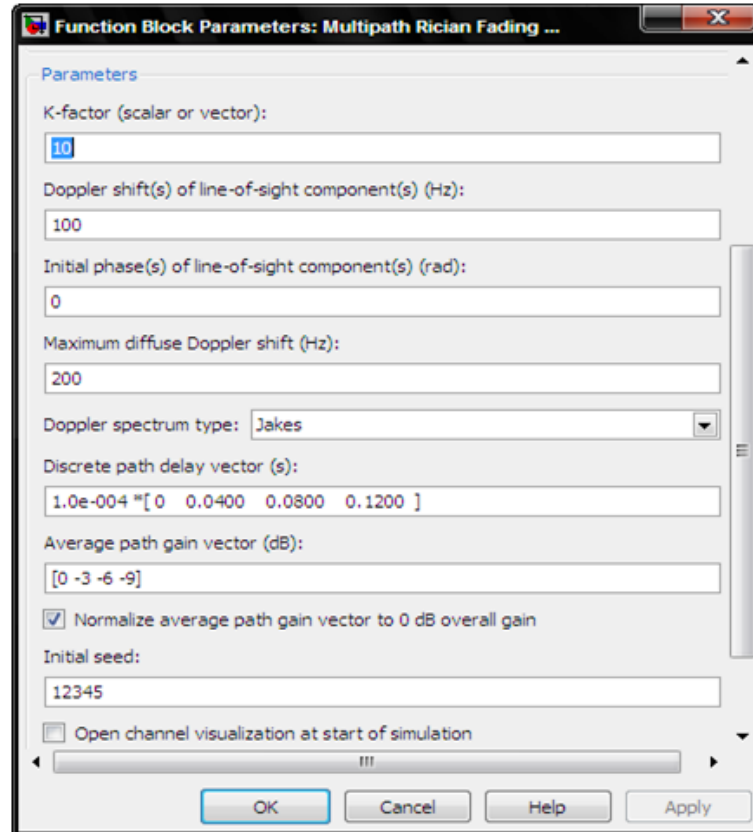 Function Block Parameters: Multipath Rician Fading ...
Parameters
K-factor (scalar or vector):
10
Doppler shift(s) of line-of-sight component(s) (Hz):
100
Initial phase(s) of line-of-sight component(s) (rad):
0
Maximum diffuse Doppler shift (Hz):
200
Doppler spectrum type: Jakes
Discrete path delay vector (s):
1.0e-004 *[ 0 0.0400 0.0800 0.1200 ]
Average path gain vector (dB):
[0 -3 -6 -9]
Normalize average path gain vector to 0 dB overall gain
Initial seed:
12345
Open channel visualization at start of simulation
OK Cancel Help Apply